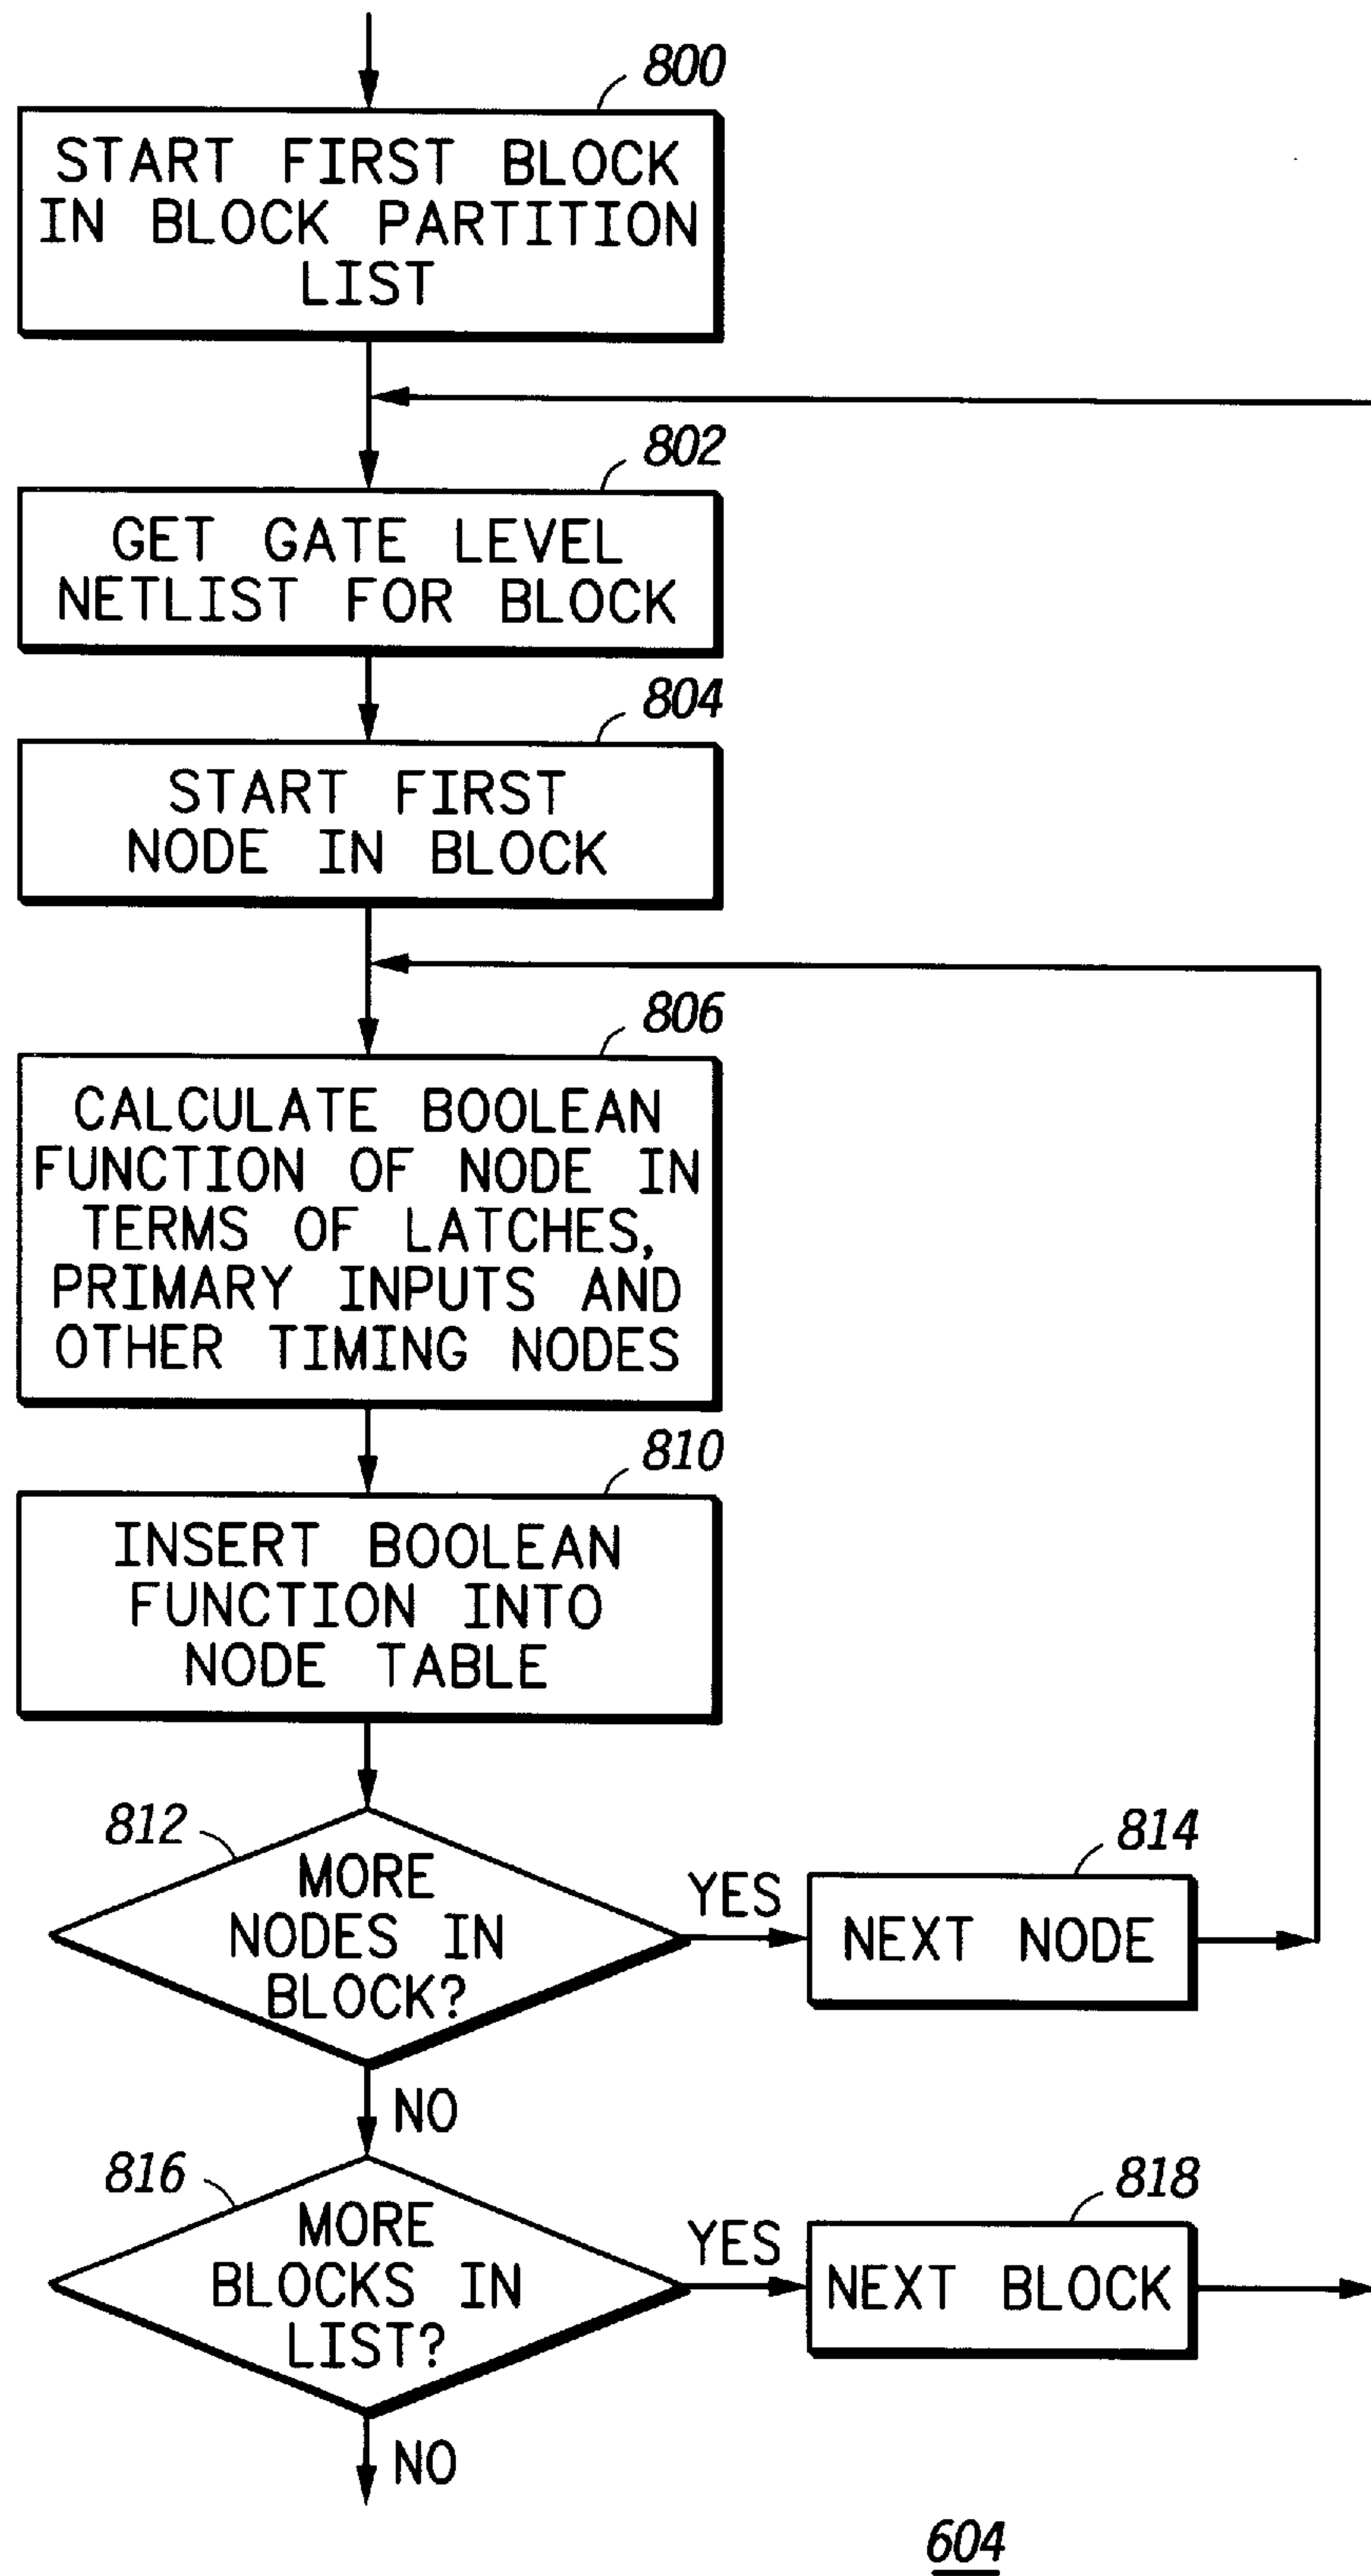 800
START FIRST BLOCK
IN BLOCK PARTITION
LIST
802
GET GATE LEVEL
NETLIST FOR BLOCK
804
START FIRST
NODE IN BLOCK
806
CALCULATE BOOLEAN
FUNCTION OF NODE IN
TERMS OF LATCHES,
PRIMARY INPUTS AND
OTHER TIMING NODES
810
INSERT BOOLEAN
FUNCTION INTO
NODE TABLE
812
MORE
NODES IN
BLOCK?
YES
814
NEXT NODE
NO
816
MORE
BLOCKS IN
LIST?
YES
818
NEXT BLOCK
NO
604